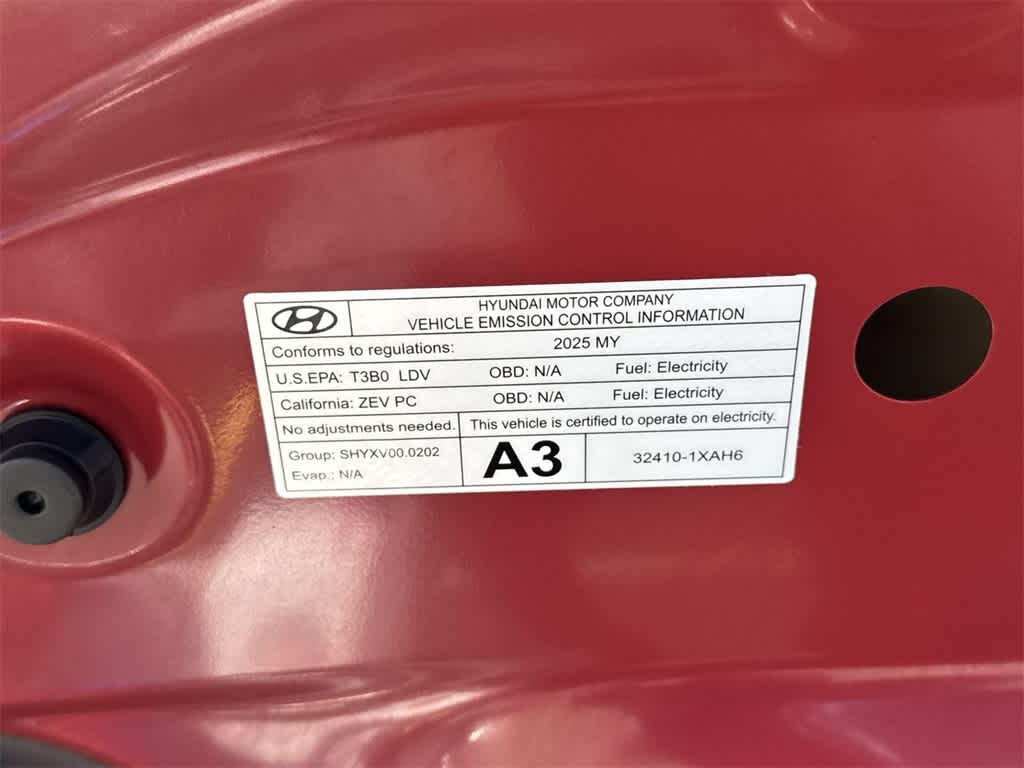 HYUNDAI MOTOR COMPANY
VEHICLE EMISSION CONTROL INFORMATION
Conforms to regulations: 2025 MY
U.S.EPA: T3B0 LDV OBD: N/A Fuel: Electricity
California: ZEV PC OBD: N/A Fuel: Electricity
No adjustments needed. This vehicle is certified to operate on electricity.
Group: SHYXV00.0202
Evap.: N/A
A3
32410-1XAH6